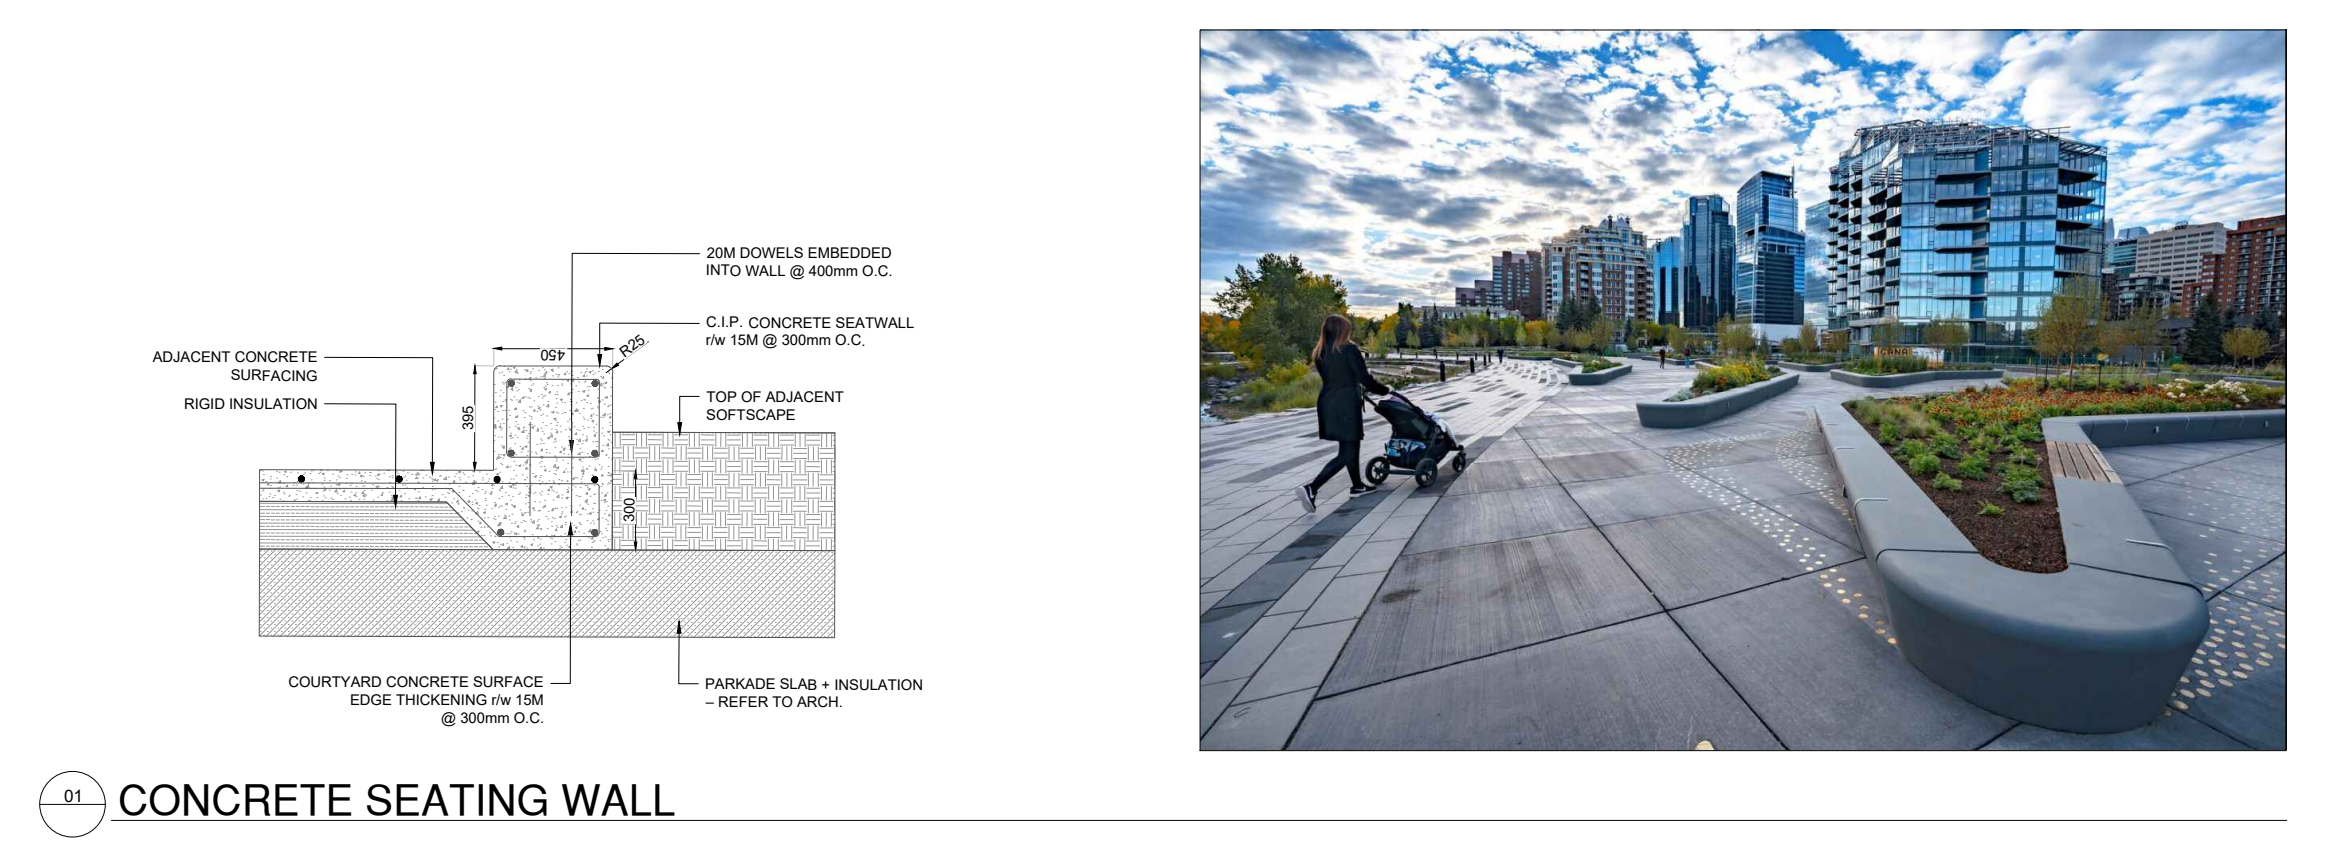 20M DOWELS EMBEDDED
INTO WALL @ 400mm O.C.
C.I.P. CONCRETE SEATWALL
r/w 15M @ 300mm O.C.
450
R25
ADJACENT CONCRETE
SURFACING
395
RIGID INSULATION
TOP OF ADJACENT
SOFTSCAPE
300
COURTYARD CONCRETE SURFACE
EDGE THICKENING r/w 15M
@ 300mm O.C.
PARKADE SLAB + INSULATION
– REFER TO ARCH.
CANA
01
CONCRETE SEATING WALL